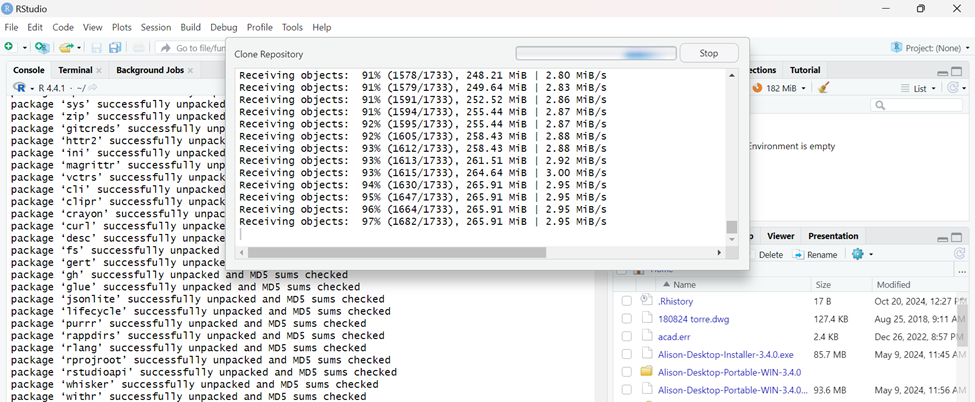 RStudio
File Edit Code View Plots Session Build Debug Profile Tools Help
Go to file/fun
Project: (None)
Console Terminal Background Jobs
R 4.4.1 · ~/
package ‘sys’ successfully unpacked
package ‘zip’ successfully unpacked
package ‘gitcreds’ successfully unp
package ‘httr2’ successfully unpack
package ‘ini’ successfully unpacked
package ‘magrittr’ successfully unp
package ‘vctrs’ successfully unpack
package ‘cli’ successfully unpacked
package ‘clipr’ successfully unpack
package ‘crayon’ successfully unpac
package ‘curl’ successfully unpacke
package ‘desc’ successfully unpacke
package ‘fs’ successfully unpacked
package ‘gert’ successfully unpacke
package ‘gh’ successfully unpacked and MD5 sums checked
package ‘glue’ successfully unpacked and MD5 sums checked
package ‘jsonlite’ successfully unpacked and MD5 sums checked
package ‘lifecycle’ successfully unpacked and MD5 sums checked
package ‘purrr’ successfully unpacked and MD5 sums checked
package ‘rappdirs’ successfully unpacked and MD5 sums checked
package ‘rlang’ successfully unpacked and MD5 sums checked
package ‘rprojroot’ successfully unpacked and MD5 sums checked
package ‘rstudioapi’ successfully unpacked and MD5 sums checked
package ‘whisker’ successfully unpacked and MD5 sums checked
package ‘withr’ successfully unpacked and MD5 sums checked
Clone Repository Stop
Receiving objects: 91% (1578/1733), 248.21 MiB | 2.80 MiB/s
Receiving objects: 91% (1579/1733), 249.64 MiB | 2.83 MiB/s
Receiving objects: 91% (1591/1733), 252.52 MiB | 2.86 MiB/s
Receiving objects: 91% (1594/1733), 255.44 MiB | 2.87 MiB/s
Receiving objects: 92% (1595/1733), 255.44 MiB | 2.87 MiB/s
Receiving objects: 92% (1605/1733), 258.43 MiB | 2.88 MiB/s
Receiving objects: 93% (1612/1733), 258.43 MiB | 2.88 MiB/s
Receiving objects: 93% (1613/1733), 261.51 MiB | 2.92 MiB/s
Receiving objects: 93% (1615/1733), 264.64 MiB | 3.00 MiB/s
Receiving objects: 94% (1630/1733), 265.91 MiB | 2.95 MiB/s
Receiving objects: 95% (1647/1733), 265.91 MiB | 2.95 MiB/s
Receiving objects: 96% (1664/1733), 265.91 MiB | 2.95 MiB/s
Receiving objects: 97% (1682/1733), 265.91 MiB | 2.95 MiB/s
ections Tutorial
182 MiB List
Environment is empty
p Viewer Presentation
Delete Rename
Home
Name Size Modified
.Rhistory 17 B Oct 20, 2024, 12:27 P
180824 torre.dwg 127.4 KB Aug 25, 2018, 9:11 AM
acad.err 2.4 KB Dec 26, 2022, 8:57 PM
Alison-Desktop-Installer-3.4.0.exe 85.7 MB May 9, 2024, 11:45 AM
Alison-Desktop-Portable-WIN-3.4.0
Alison-Desktop-Portable-WIN-3.4.0... 93.6 MB May 9, 2024, 11:56 AM